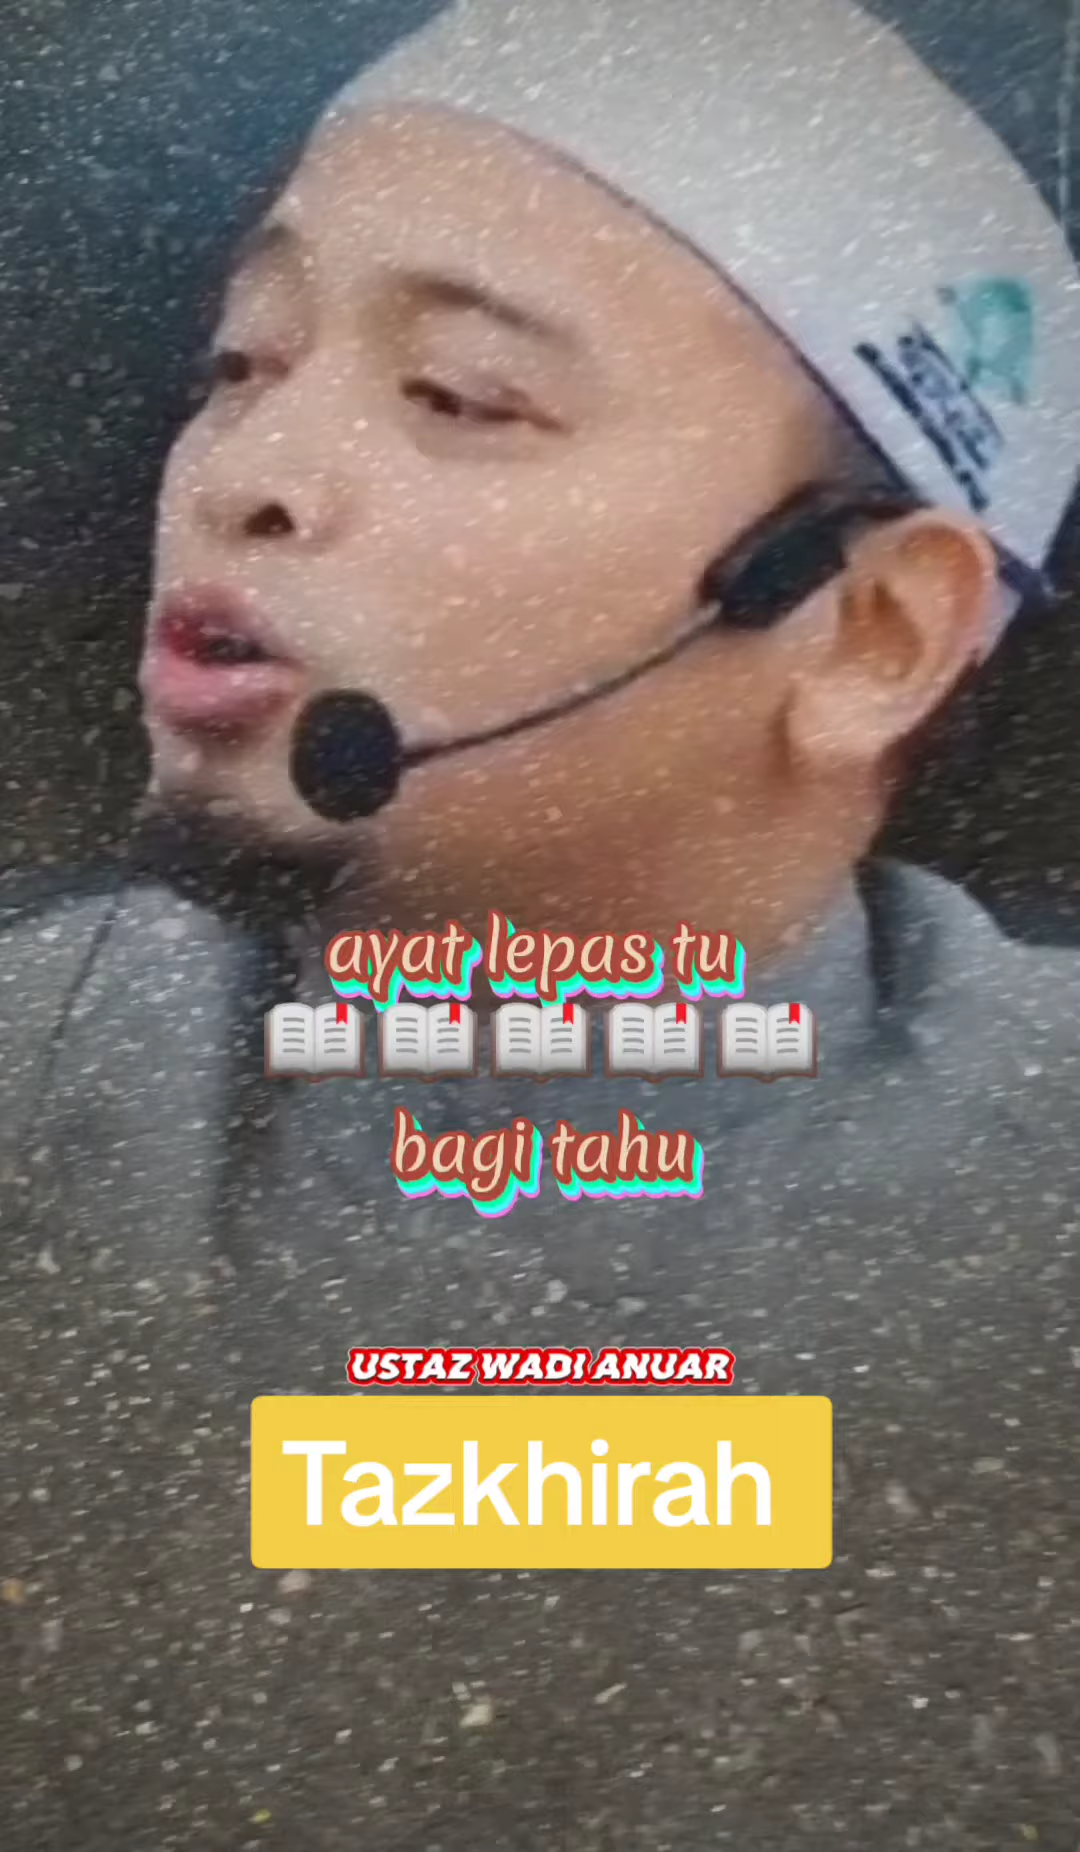 ayat lepas tu
📖📖📖📖📖
bagi tahu
USTAZ WADI ANUAR
Tazkhirah